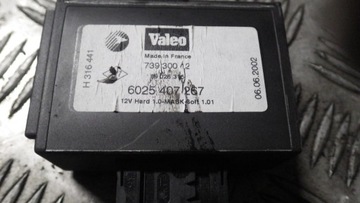 Valeo
Made in France
739 300
6025 407 267
12V Hard 1.0-MASK-Soft 1.01
H 316 441
06.06.2002